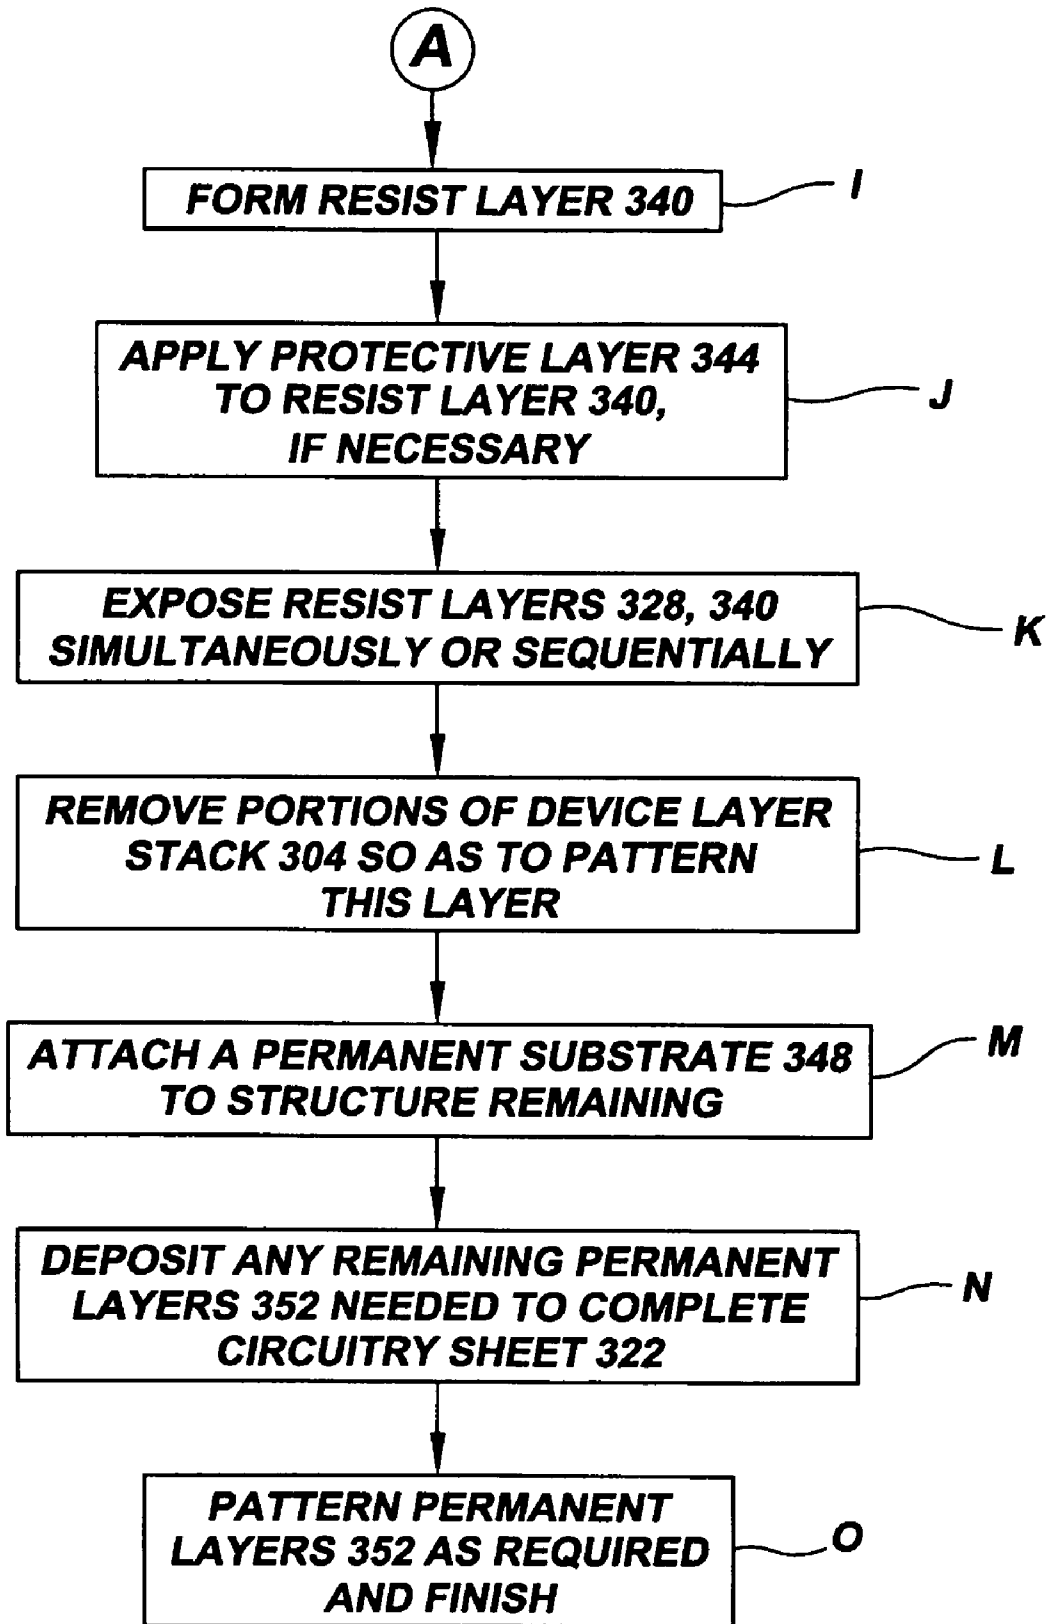 A
FORM RESIST LAYER 340
I
APPLY PROTECTIVE LAYER 344
TO RESIST LAYER 340,
IF NECESSARY
J
EXPOSE RESIST LAYERS 328, 340
SIMULTANEOUSLY OR SEQUENTIALLY
K
REMOVE PORTIONS OF DEVICE LAYER
STACK 304 SO AS TO PATTERN
THIS LAYER
L
ATTACH A PERMANENT SUBSTRATE 348
TO STRUCTURE REMAINING
M
DEPOSIT ANY REMAINING PERMANENT
LAYERS 352 NEEDED TO COMPLETE
CIRCUITRY SHEET 322
N
PATTERN PERMANENT
LAYERS 352 AS REQUIRED
AND FINISH
O